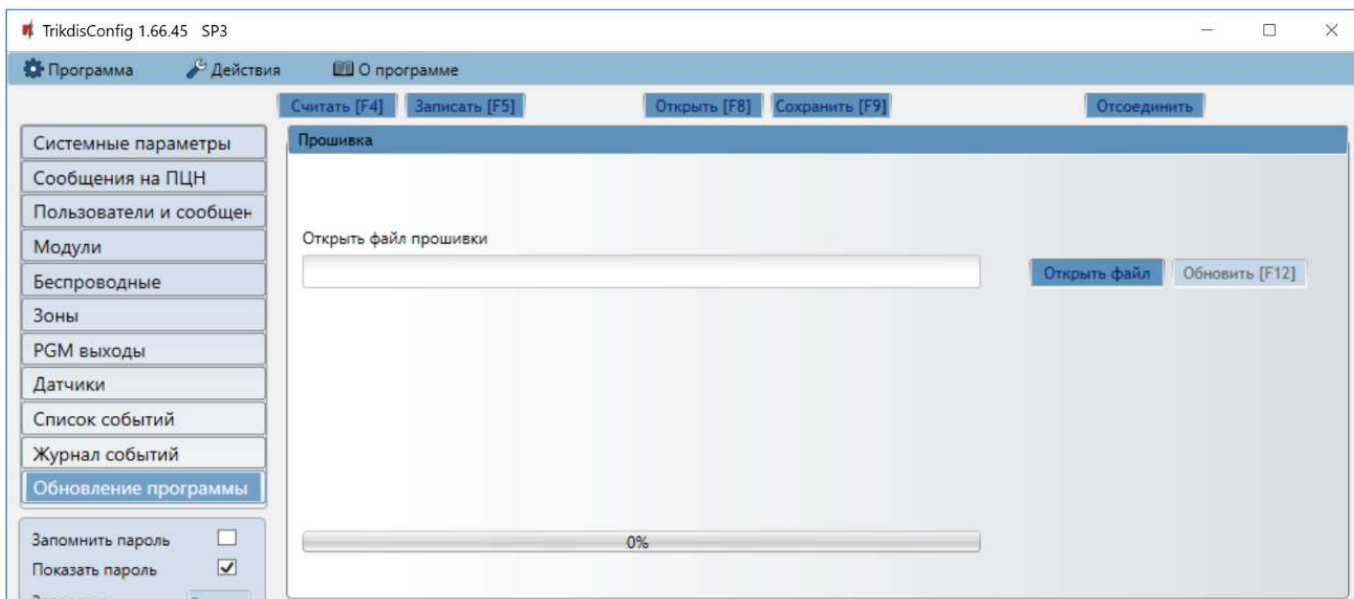 TrikdisConfig 1.66.45 SP3
Программа Действия О программе
Считать [F4] Записать [F5] Открыть [F8] Сохранить [F9] Отсоединить
Системные параметры
Сообщения на ПЦН
Пользователи и сообщен
Модули
Беспроводные
Зоны
PGM выходы
Датчики
Список событий
Журнал событий
Обновление программы
Запомнить пароль
Показать пароль
Прошивка
Открыть файл прошивки
Открыть файл Обновить [F12]
0%